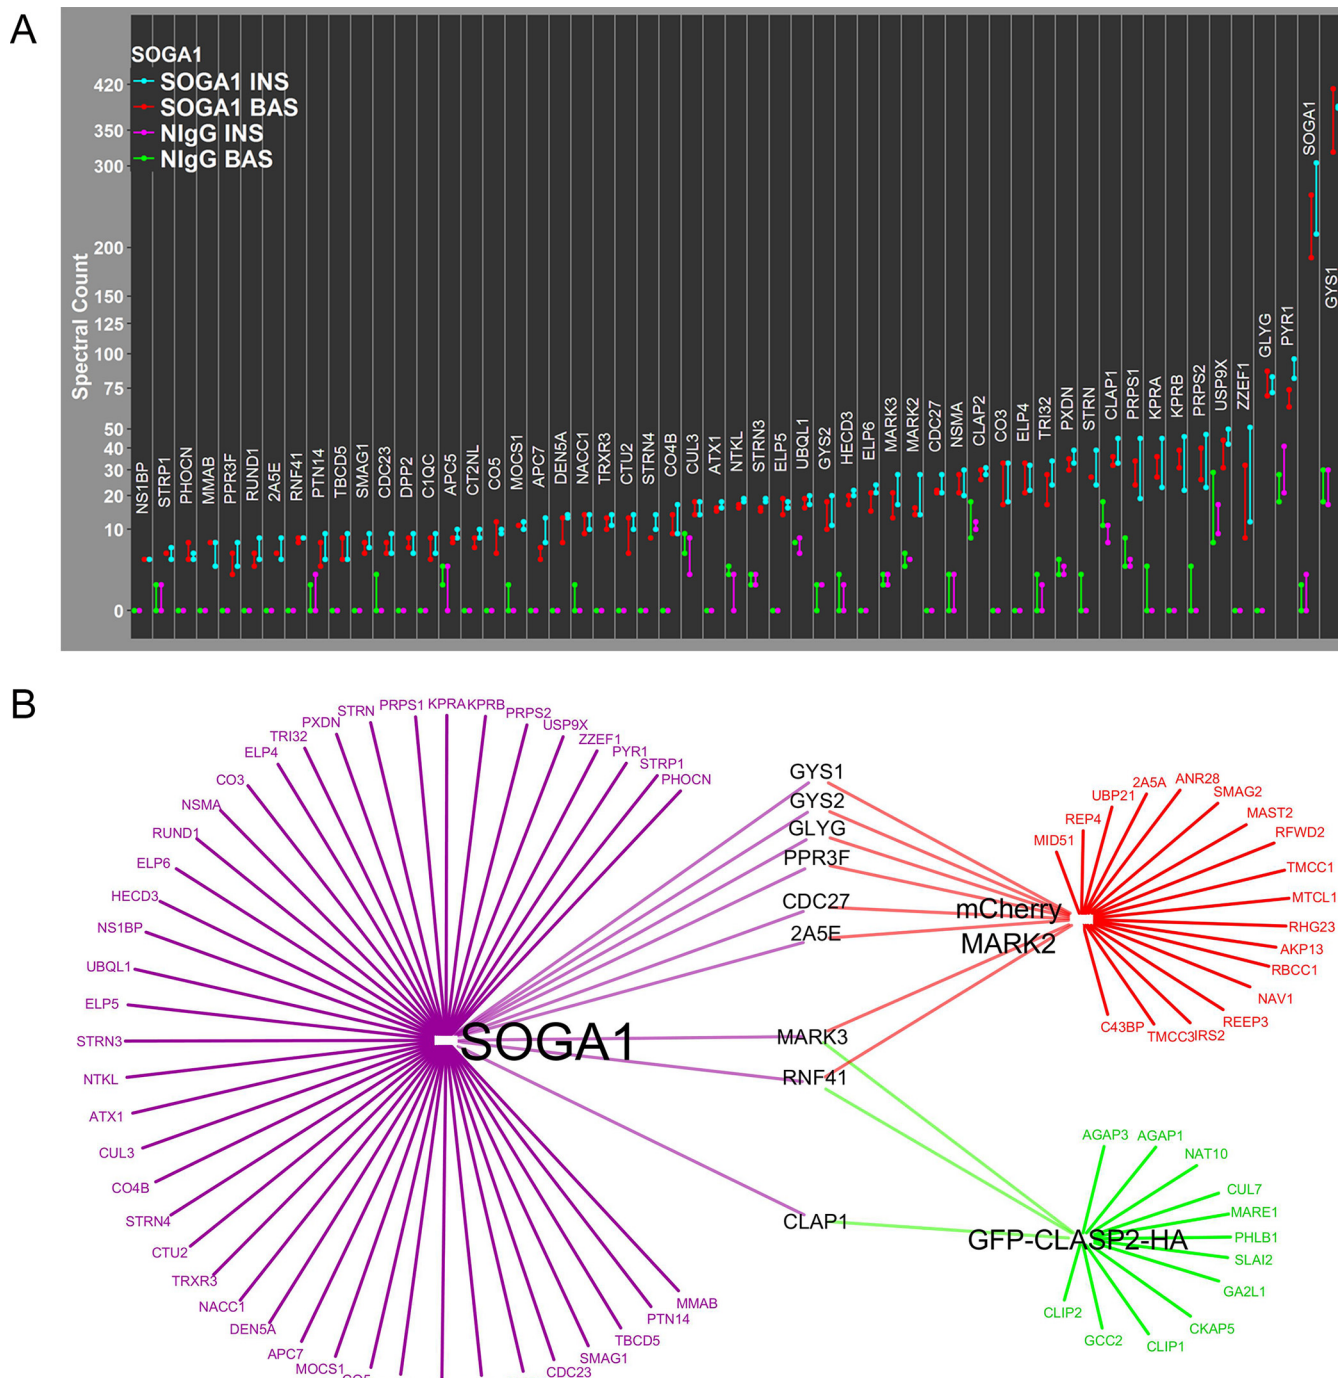 A
SOGA1
SOGA1 INS
SOGA1 BAS
NIgG INS
NIgG BAS
Spectral Count
420
350
300
200
150
125
100
75
50
40
30
20
10
0
NS1BP
STRP1
PHOCN
MMAB
PPR3F
RUND1
2A5E
RNF41
PTN14
TBCD5
SMAG1
CDC23
DPP2
C1QC
APC5
CT2NL
CO5
MOCS1
APC7
DEN5A
NACC1
TRXR3
CTU2
STRN4
CO4B
CUL3
ATX1
NTKL
STRN3
ELP5
UBQL1
GYS2
HECD3
ELP6
MARK3
MARK2
CDC27
NSMA
CLAP2
CO3
ELP4
TRI32
PXDN
STRN
CLAP1
PRPS1
KPRA
KPRB
PRPS2
USP9X
ZZEF1
GLYG
PYR1
SOGA1
GYS1
B
PRPS1
KPRA
KPRB
PRPS2
STRN
PXDN
TRI32
ELP4
CO3
NSMA
RUND1
ELP6
HECD3
NS1BP
UBQL1
ELP5
STRN3
NTKL
ATX1
CUL3
CO4B
STRN4
CTU2
TRXR3
NACC1
DEN5A
APC7
MOCS1
USP9X
ZZEF1
PYR1
STRP1
PHOCN
SOGA1
MMAB
PTN14
TBCD5
SMAG1
CDC23
GYS1
GYS2
GLYG
PPR3F
CDC27
2A5E
MARK3
RNF41
CLAP1
mCherry
MARK2
MID51
REP4
UBP21
2A5A
ANR28
SMAG2
MAST2
RFWD2
TMCC1
MTCL1
RHG23
AKP13
RBCC1
NAV1
REEP3
IRS2
TMCC3
C43BP
GFP-CLASP2-HA
AGAP3
AGAP1
NAT10
CUL7
MARE1
PHLB1
SLAI2
GA2L1
CKAP5
CLIP1
GCC2
CLIP2